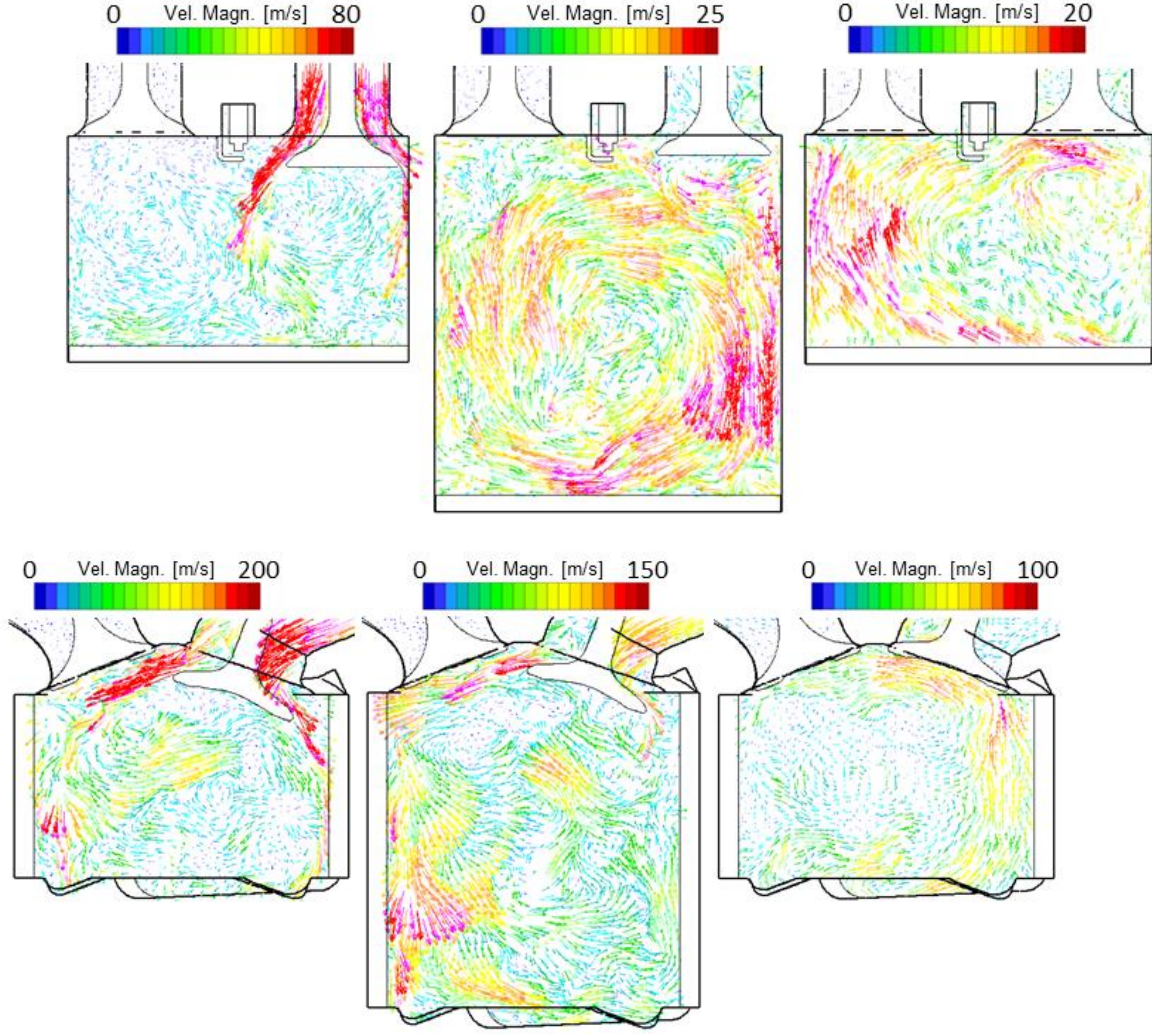 0 Vel. Magn. [m/s] 80
0 Vel. Magn. [m/s] 25
0 Vel. Magn. [m/s] 20
0 Vel. Magn. [m/s] 200
0 Vel. Magn. [m/s] 150
0 Vel. Magn. [m/s] 100